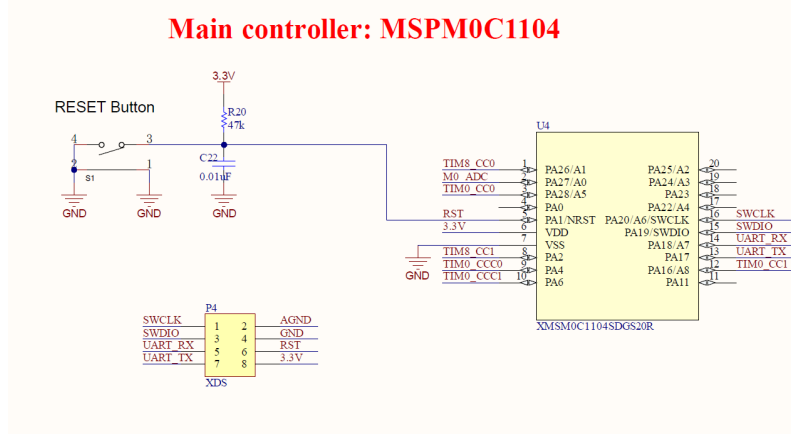 Main controller: MSPM0C1104
3.3V
RESET Button
R20
47k
4
3
2
1
S1
C22
0.01uF
GND
GND
GND
U4
TIM8_CC0 1 PA26/A1 PA25/A2 20
M0_ADC 2 PA27/A0 PA24/A3 19
TIM0_CC0 3 PA28/A5 PA23 18
4 PA0 PA22/A4 17
RST 5 PA1/NRST PA20/A6/SWCLK 16 SWCLK
3.3V 6 VDD PA19/SWDIO 15 SWDIO
7 VSS PA18/A7 14 UART_RX
TIM8_CC1 8 PA2 PA17 13 UART_TX
TIM0_CCC0 9 PA4 PA16/A8 12 TIM0_CC1
TIM0_CCC1 10 PA6 PA11 11
GND
XMSM0C1104SDGS20R
P4
SWCLK 1 2 AGND
SWDIO 3 4 GND
UART_RX 5 6 RST
UART_TX 7 8 3.3V
XDS